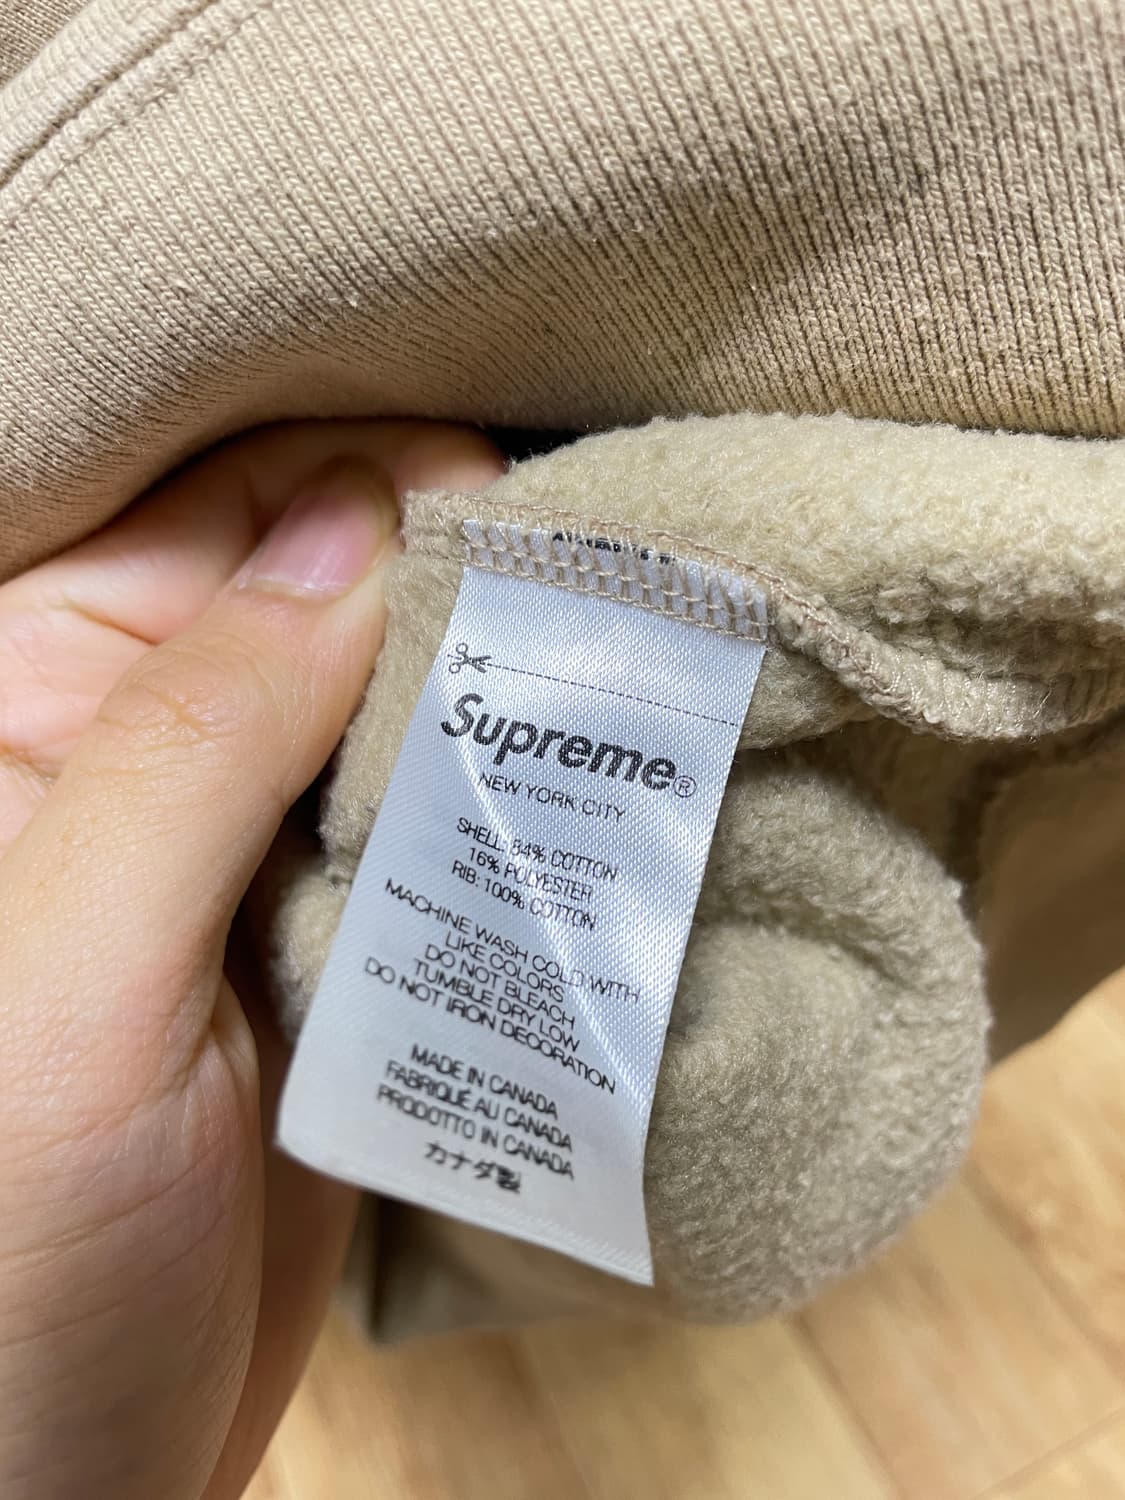 Supreme®
NEW YORK CITY
SHELL: 84% COTTON
16% POLYESTER
RIB: 100% COTTON
MACHINE WASH COLD WITH
LIKE COLORS
DO NOT BLEACH
TUMBLE DRY LOW
DO NOT IRON DECORATION
MADE IN CANADA
FABRIQUÉ AU CANADA
PRODOTTO IN CANADA
カナダ製